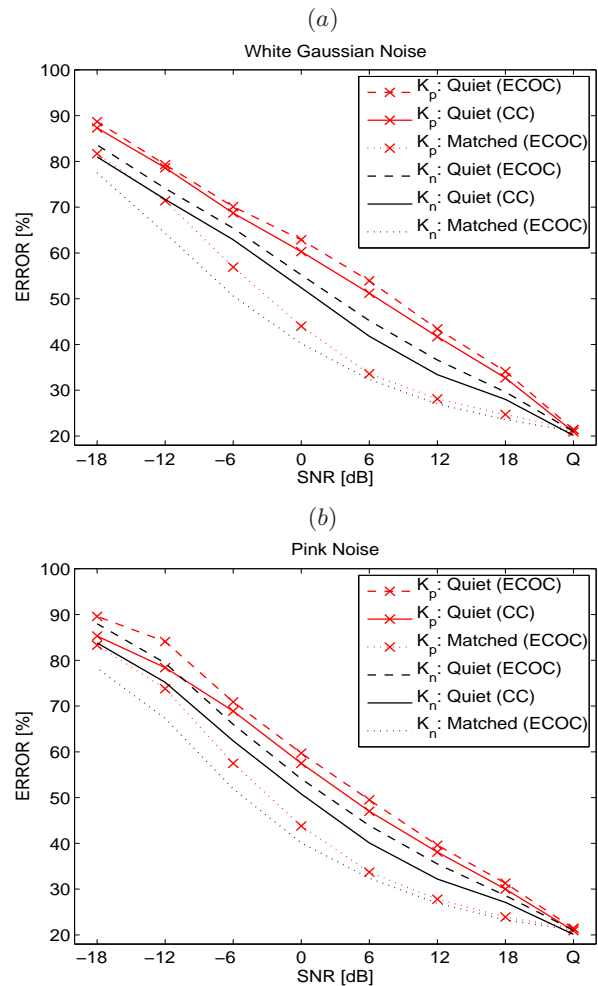 (a)
White Gaussian Noise
100
90
80
70
60
50
40
30
20
ERROR [%]
K_p: Quiet (ECOC)
K_p: Quiet (CC)
K_p: Matched (ECOC)
K_n: Quiet (ECOC)
K_n: Quiet (CC)
K_n: Matched (ECOC)
−18 −12 −6 0 6 12 18 Q
SNR [dB]
(b)
Pink Noise
100
90
80
70
60
50
40
30
20
ERROR [%]
K_p: Quiet (ECOC)
K_p: Quiet (CC)
K_p: Matched (ECOC)
K_n: Quiet (ECOC)
K_n: Quiet (CC)
K_n: Matched (ECOC)
−18 −12 −6 0 6 12 18 Q
SNR [dB]